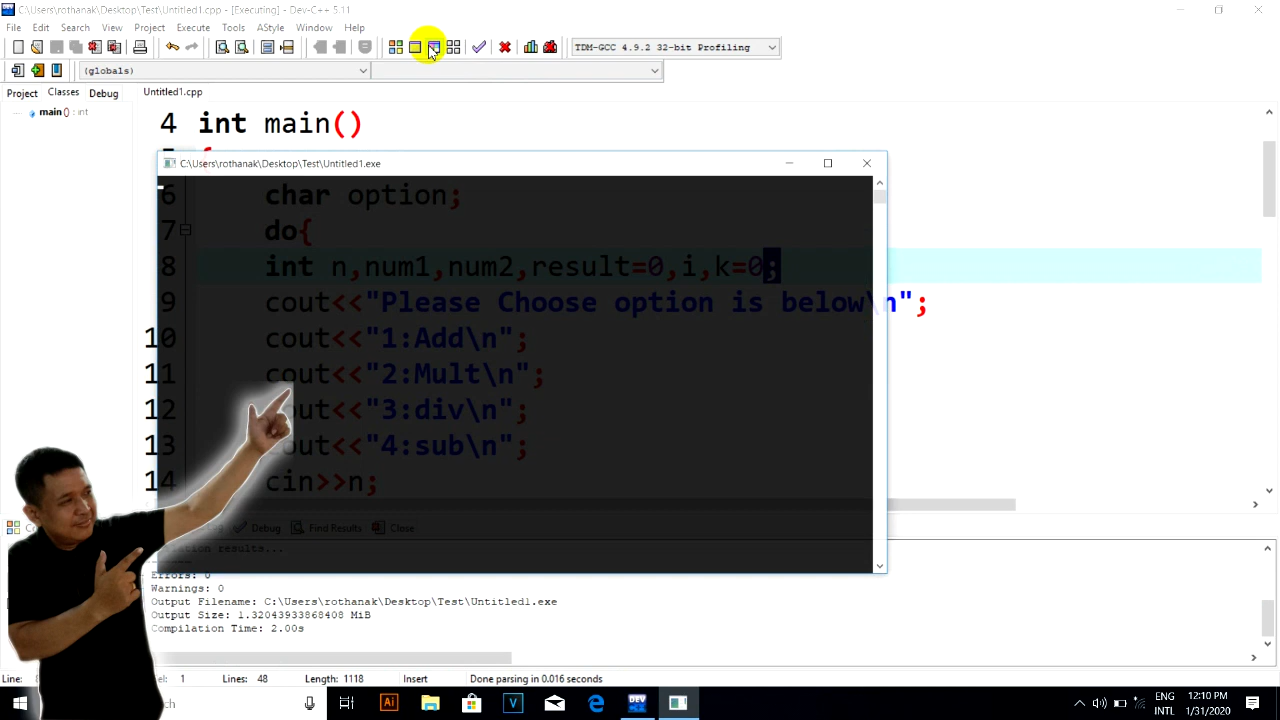 C:\Users\rothanak\Desktop\Test\Untitled1.cpp - [Executing] - Dev-C++ 5.11
File Edit Search View Project Execute Tools AStyle Window Help
TDM-GCC 4.9.2 32-bit Profiling
(globals)
Project Classes Debug Untitled1.cpp
main () : int
4 int main()
{
C:\Users\rothanak\Desktop\Test\Untitled1.exe
6 char option;
7 do{
8 int n,num1,num2,result=0,i,k=0;
9 cout<<"Please Choose option is below\n";
10 cout<<"1:Add\n";
11 cout<<"2:Mult\n";
12 cout<<"3:div\n";
13 cout<<"4:sub\n";
14 cin>>n;
Debug Find Results Close
results...
Errors: 0
Warnings: 0
Output Filename: C:\Users\rothanak\Desktop\Test\Untitled1.exe
Output Size: 1.32043933868408 MiB
Compilation Time: 2.00s
Line: 1 Lines: 48 Length: 1118 Insert Done parsing in 0.016 seconds
Ai V DEV
ENG
INTL
12:10 PM
1/31/2020